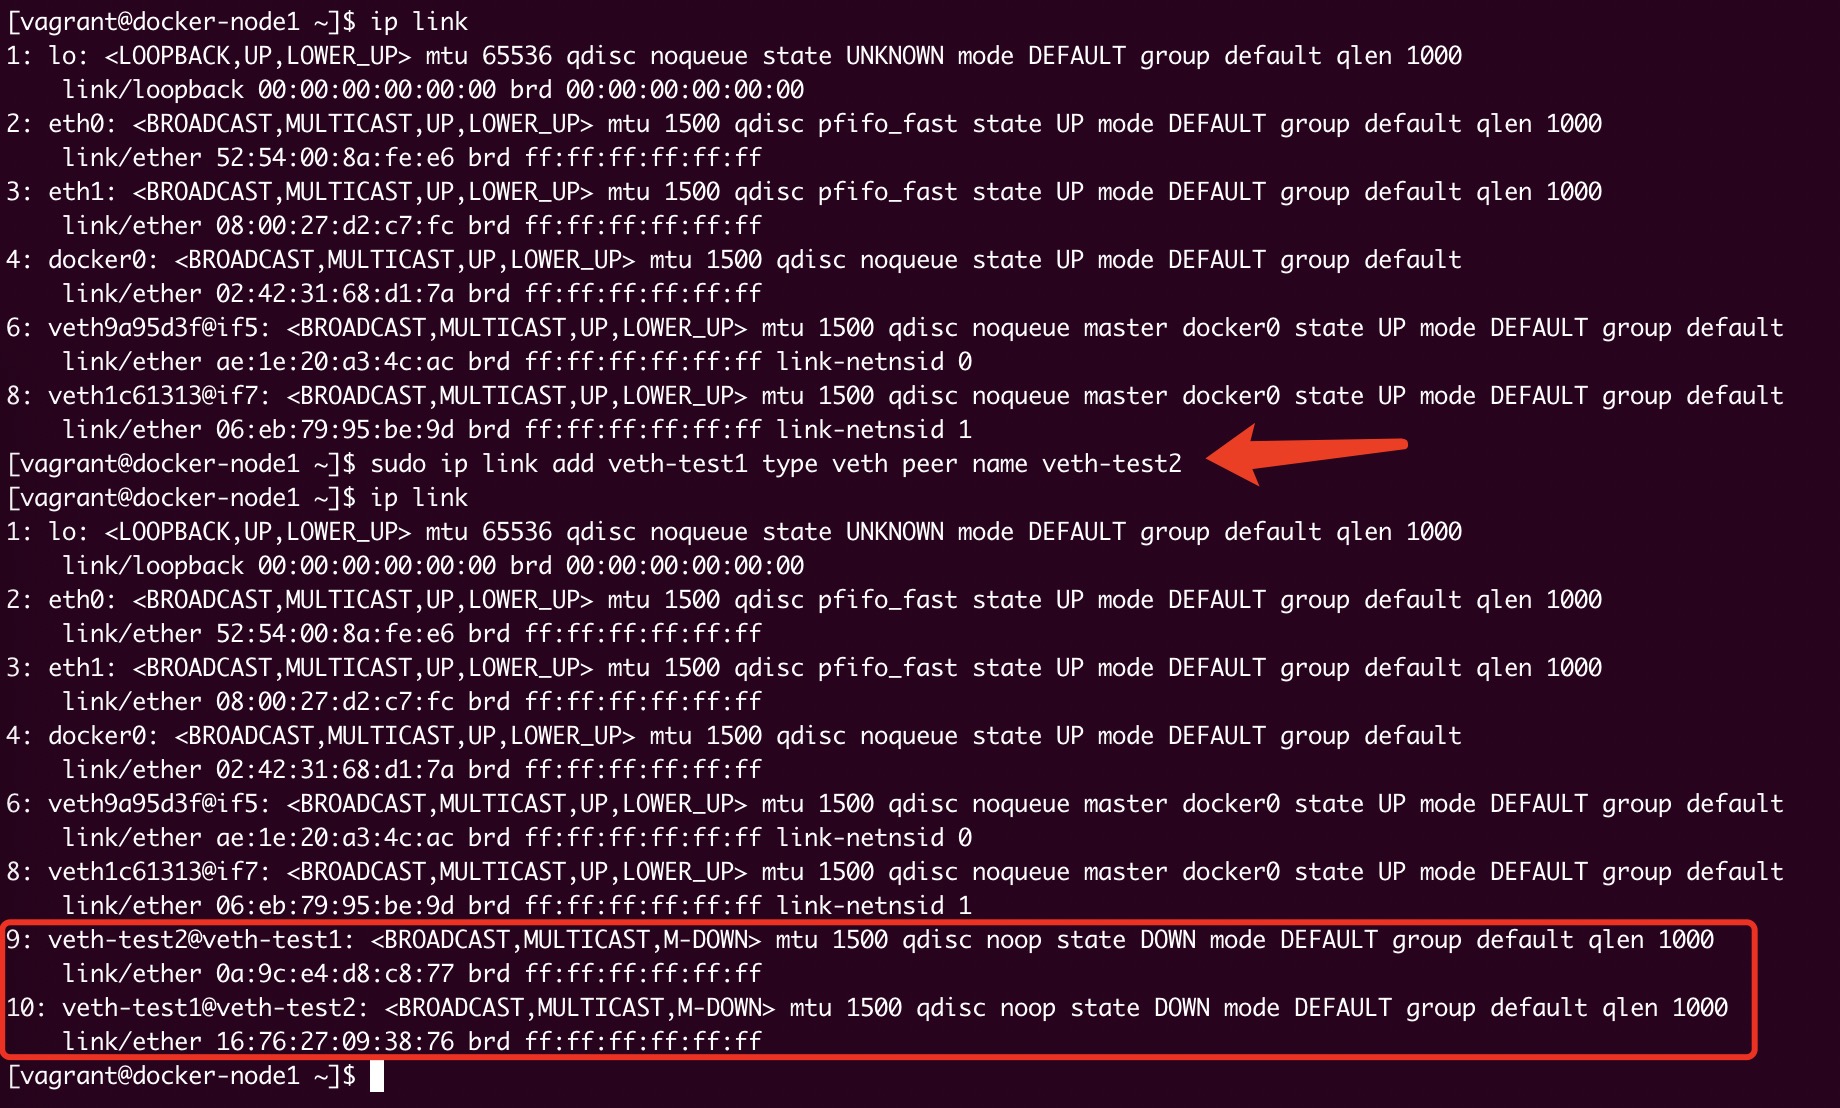 [vagrant@docker-node1 ~]$ ip link
1: lo: <LOOPBACK,UP,LOWER_UP> mtu 65536 qdisc noqueue state UNKNOWN mode DEFAULT group default qlen 1000
    link/loopback 00:00:00:00:00:00 brd 00:00:00:00:00:00
2: eth0: <BROADCAST,MULTICAST,UP,LOWER_UP> mtu 1500 qdisc pfifo_fast state UP mode DEFAULT group default qlen 1000
    link/ether 52:54:00:8a:fe:e6 brd ff:ff:ff:ff:ff:ff
3: eth1: <BROADCAST,MULTICAST,UP,LOWER_UP> mtu 1500 qdisc pfifo_fast state UP mode DEFAULT group default qlen 1000
    link/ether 08:00:27:d2:c7:fc brd ff:ff:ff:ff:ff:ff
4: docker0: <BROADCAST,MULTICAST,UP,LOWER_UP> mtu 1500 qdisc noqueue state UP mode DEFAULT group default
    link/ether 02:42:31:68:d1:7a brd ff:ff:ff:ff:ff:ff
6: veth9a95d3f@if5: <BROADCAST,MULTICAST,UP,LOWER_UP> mtu 1500 qdisc noqueue master docker0 state UP mode DEFAULT group default
    link/ether ae:1e:20:a3:4c:ac brd ff:ff:ff:ff:ff:ff link-netnsid 0
8: veth1c61313@if7: <BROADCAST,MULTICAST,UP,LOWER_UP> mtu 1500 qdisc noqueue master docker0 state UP mode DEFAULT group default
    link/ether 06:eb:79:95:be:9d brd ff:ff:ff:ff:ff:ff link-netnsid 1
[vagrant@docker-node1 ~]$ sudo ip link add veth-test1 type veth peer name veth-test2
[vagrant@docker-node1 ~]$ ip link
1: lo: <LOOPBACK,UP,LOWER_UP> mtu 65536 qdisc noqueue state UNKNOWN mode DEFAULT group default qlen 1000
    link/loopback 00:00:00:00:00:00 brd 00:00:00:00:00:00
2: eth0: <BROADCAST,MULTICAST,UP,LOWER_UP> mtu 1500 qdisc pfifo_fast state UP mode DEFAULT group default qlen 1000
    link/ether 52:54:00:8a:fe:e6 brd ff:ff:ff:ff:ff:ff
3: eth1: <BROADCAST,MULTICAST,UP,LOWER_UP> mtu 1500 qdisc pfifo_fast state UP mode DEFAULT group default qlen 1000
    link/ether 08:00:27:d2:c7:fc brd ff:ff:ff:ff:ff:ff
4: docker0: <BROADCAST,MULTICAST,UP,LOWER_UP> mtu 1500 qdisc noqueue state UP mode DEFAULT group default
    link/ether 02:42:31:68:d1:7a brd ff:ff:ff:ff:ff:ff
6: veth9a95d3f@if5: <BROADCAST,MULTICAST,UP,LOWER_UP> mtu 1500 qdisc noqueue master docker0 state UP mode DEFAULT group default
    link/ether ae:1e:20:a3:4c:ac brd ff:ff:ff:ff:ff:ff link-netnsid 0
8: veth1c61313@if7: <BROADCAST,MULTICAST,UP,LOWER_UP> mtu 1500 qdisc noqueue master docker0 state UP mode DEFAULT group default
    link/ether 06:eb:79:95:be:9d brd ff:ff:ff:ff:ff:ff link-netnsid 1
9: veth-test2@veth-test1: <BROADCAST,MULTICAST,M-DOWN> mtu 1500 qdisc noop state DOWN mode DEFAULT group default qlen 1000
    link/ether 0a:9c:e4:d8:c8:77 brd ff:ff:ff:ff:ff:ff
10: veth-test1@veth-test2: <BROADCAST,MULTICAST,M-DOWN> mtu 1500 qdisc noop state DOWN mode DEFAULT group default qlen 1000
    link/ether 16:76:27:09:38:76 brd ff:ff:ff:ff:ff:ff
[vagrant@docker-node1 ~]$